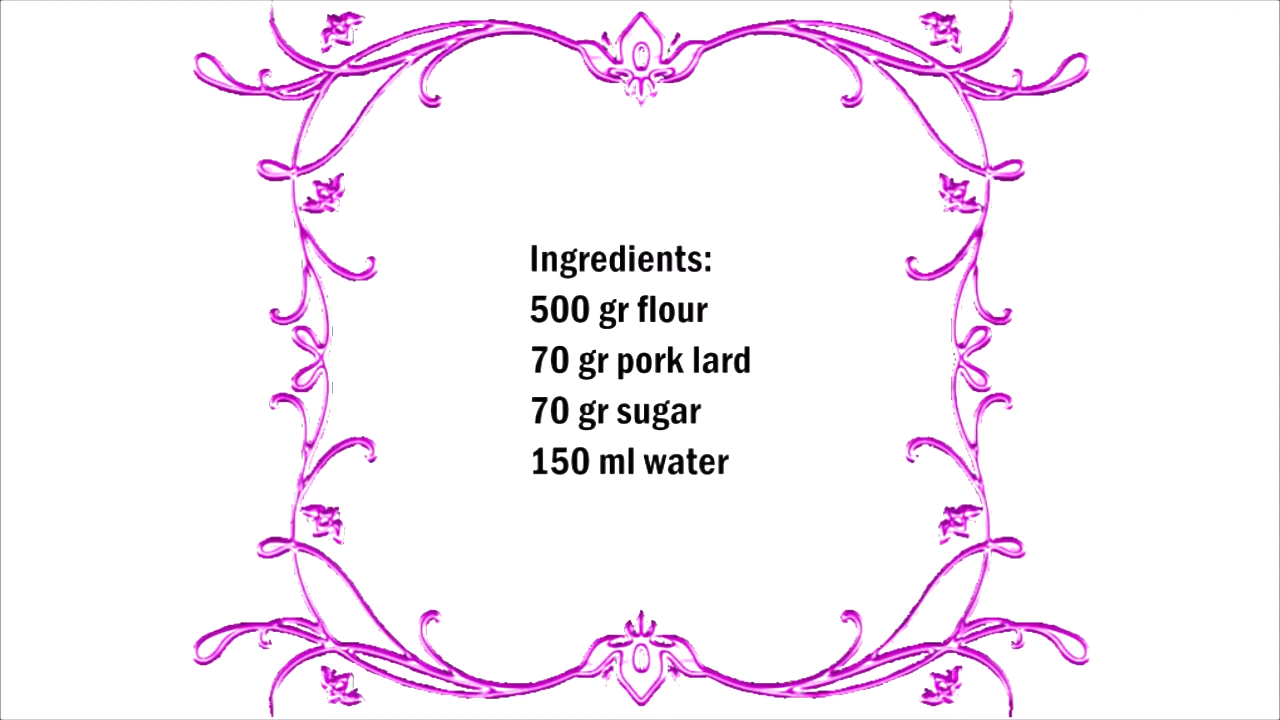 Ingredients:
500 gr flour
70 gr pork lard
70 gr sugar
150 ml water